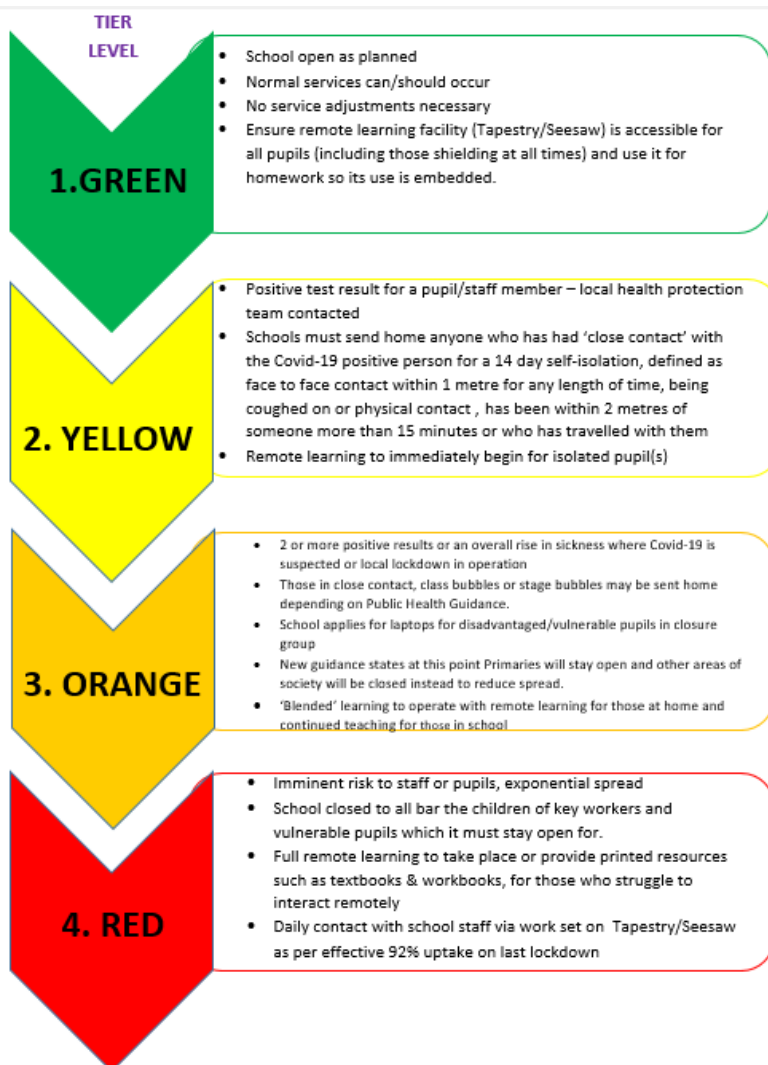 TIER
LEVEL
1.GREEN
• School open as planned
• Normal services can/should occur
• No service adjustments necessary
• Ensure remote learning facility (Tapestry/Seesaw) is accessible for
all pupils (including those shielding at all times) and use it for
homework so its use is embedded.
2. YELLOW
• Positive test result for a pupil/staff member – local health protection
team contacted
• Schools must send home anyone who has had ‘close contact’ with
the Covid-19 positive person for a 14 day self-isolation, defined as
face to face contact within 1 metre for any length of time, being
coughed on or physical contact , has been within 2 metres of
someone more than 15 minutes or who has travelled with them
• Remote learning to immediately begin for isolated pupil(s)
3. ORANGE
• 2 or more positive results or an overall rise in sickness where Covid-19 is
suspected or local lockdown in operation
• Those in close contact, class bubbles or stage bubbles may be sent home
depending on Public Health Guidance.
• School applies for laptops for disadvantaged/vulnerable pupils in closure
group
• New guidance states at this point Primaries will stay open and other areas of
society will be closed instead to reduce spread.
• ‘Blended’ learning to operate with remote learning for those at home and
continued teaching for those in school
4. RED
• Imminent risk to staff or pupils, exponential spread
• School closed to all bar the children of key workers and
vulnerable pupils which it must stay open for.
• Full remote learning to take place or provide printed resources
such as textbooks & workbooks, for those who struggle to
interact remotely
• Daily contact with school staff via work set on Tapestry/Seesaw
as per effective 92% uptake on last lockdown